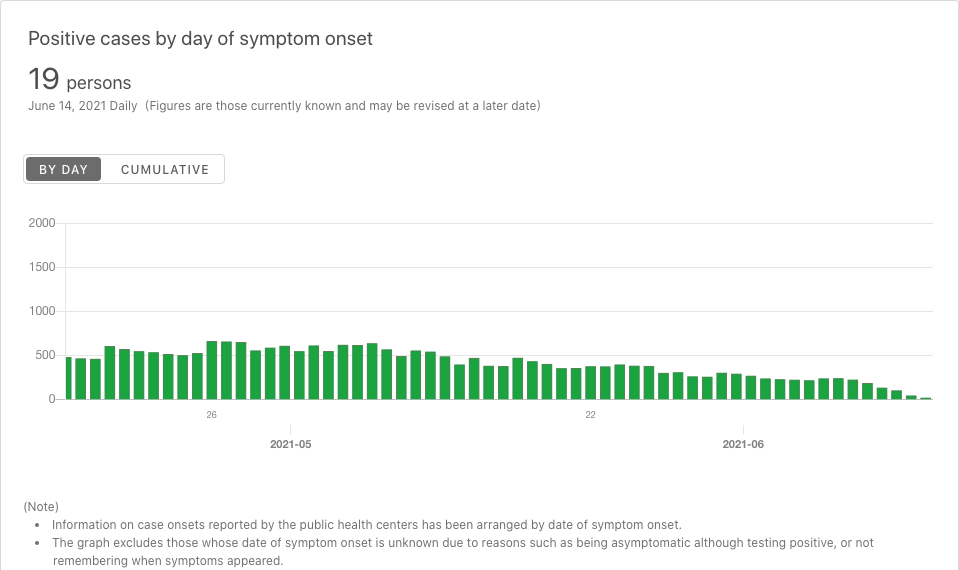 Positive cases by day of symptom onset
19 persons
June 14, 2021 Daily (Figures are those currently known and may be revised at a later date)
BY DAY CUMULATIVE
2000
1500
1000
500
0
26 22
2021-05 2021-06
(Note)
• Information on case onsets reported by the public health centers has been arranged by date of symptom onset.
• The graph excludes those whose date of symptom onset is unknown due to reasons such as being asymptomatic although testing positive, or not
remembering when symptoms appeared.